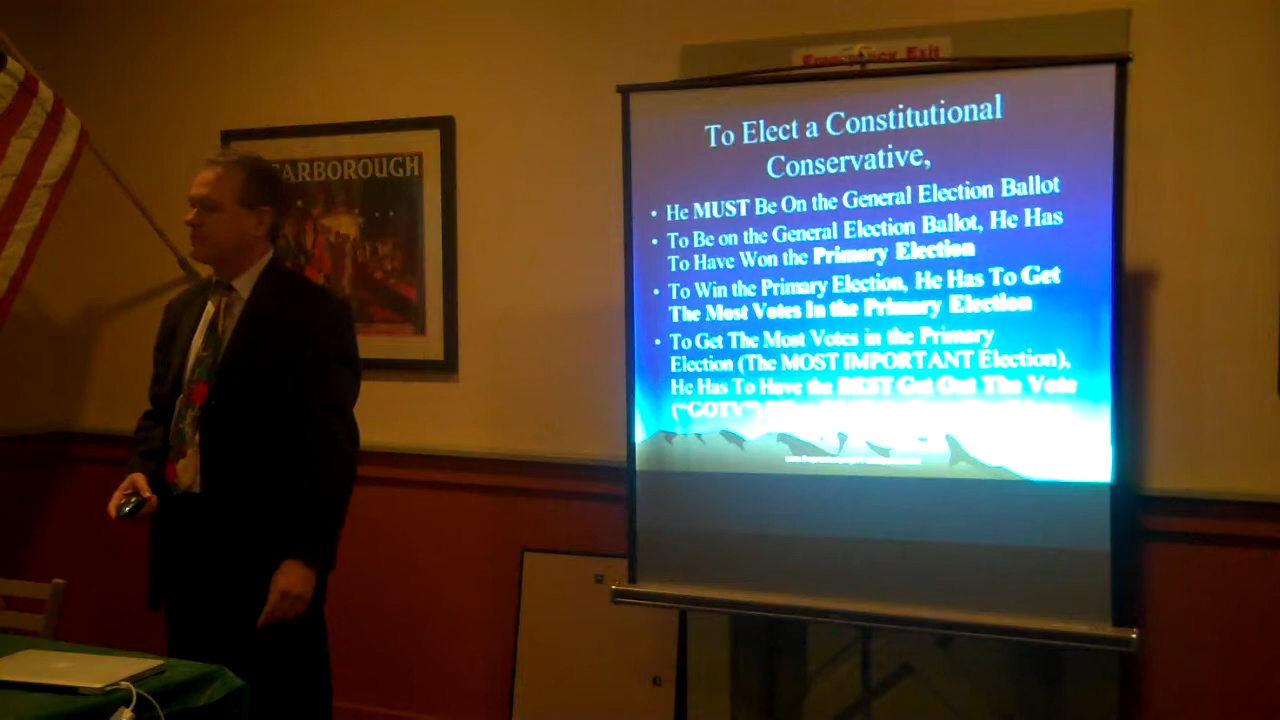 Emergency Exit
ARBOROUGH
To Elect a Constitutional
Conservative,
• He MUST Be On the General Election Ballot
• To Be on the General Election Ballot, He Has
To Have Won the Primary Election
• To Win the Primary Election, He Has To Get
The Most Votes In the Primary Election
• To Get The Most Votes in the Primary
Election (The MOST IMPORTANT Election),
He Has To Have the BEST Get Out The Vote
("GOTV")